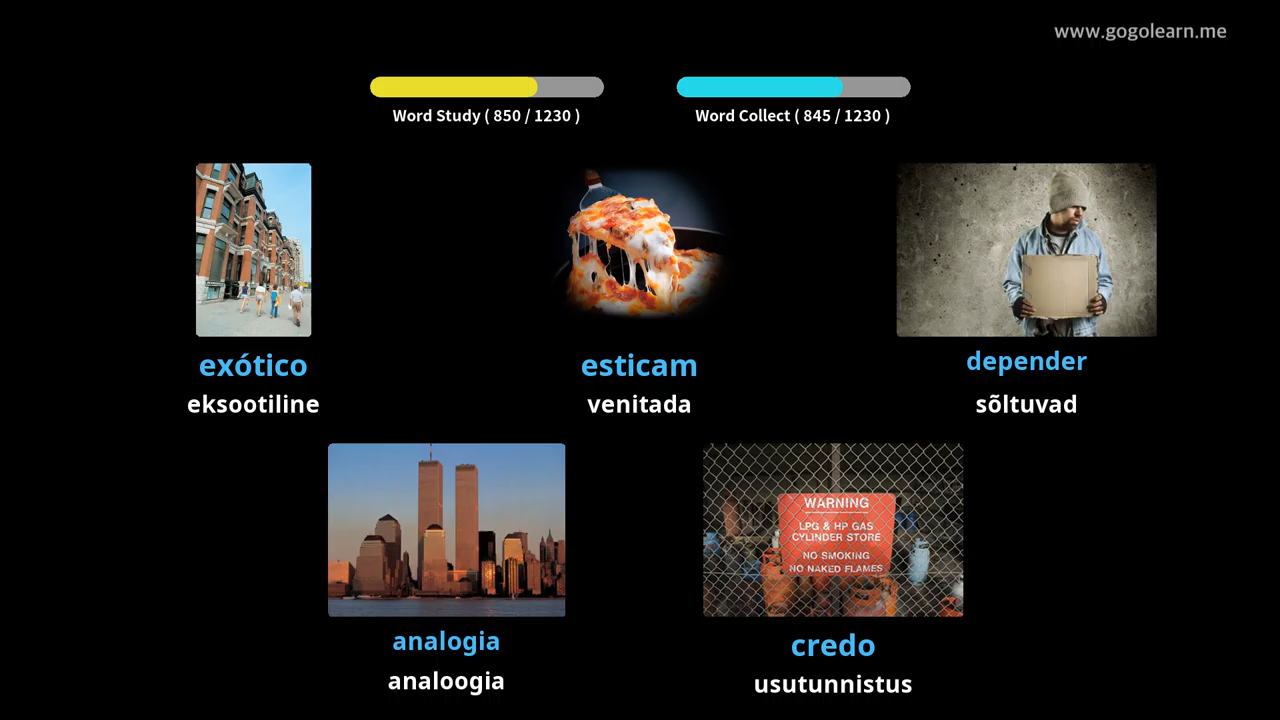 www.gogolearn.me
Word Study ( 850 / 1230 )
Word Collect ( 845 / 1230 )
exótico
eksootiline
esticam
venitada
depender
sõltuvad
WARNING
LPG & HP GAS
CYLINDER STORE
NO SMOKING
NO NAKED FLAMES
analogia
analoogia
credo
usutunnistus